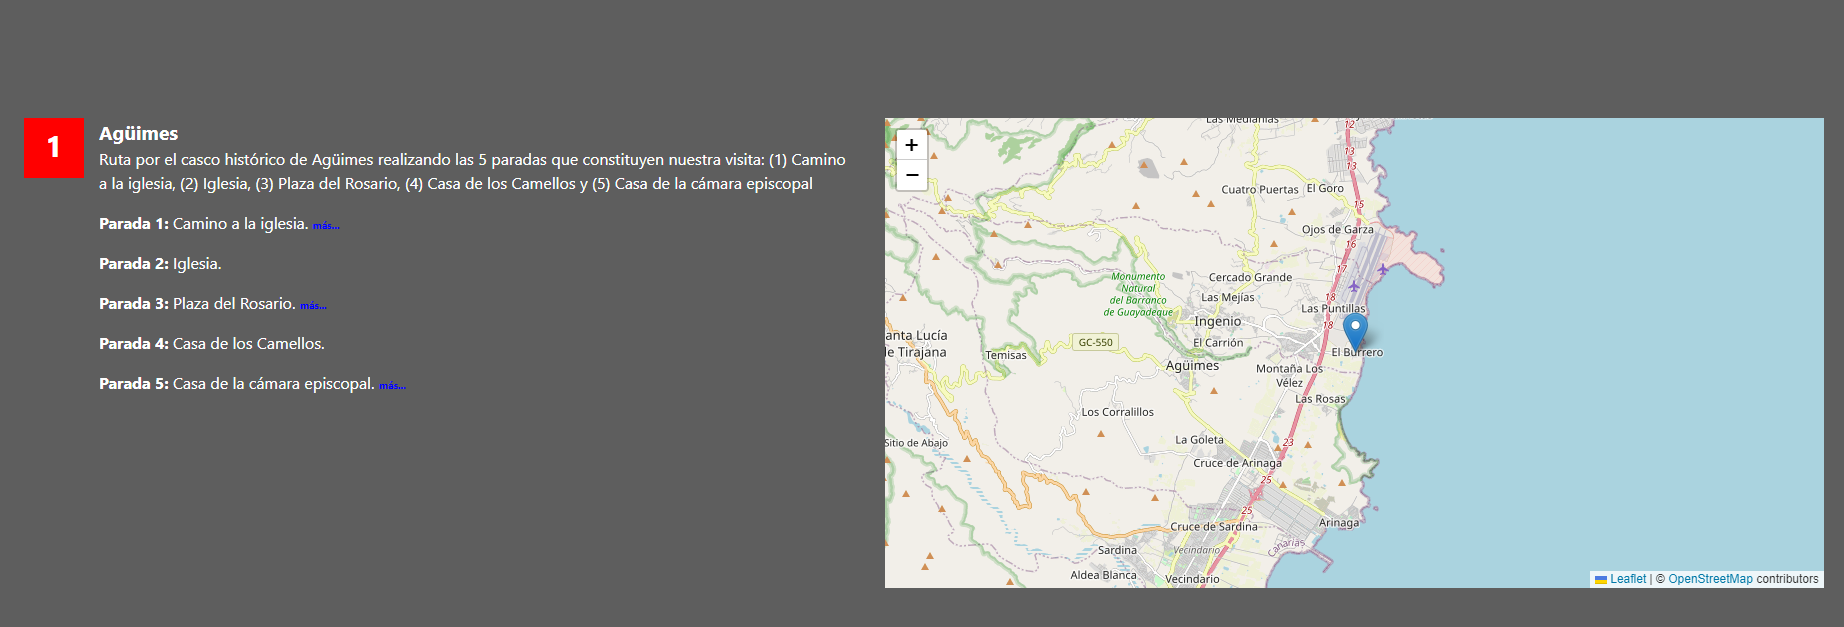 1
Agüimes
Ruta por el casco histórico de Agüimes realizando las 5 paradas que constituyen nuestra visita: (1) Camino
a la iglesia, (2) Iglesia, (3) Plaza del Rosario, (4) Casa de los Camellos y (5) Casa de la cámara episcopal
Parada 1: Camino a la iglesia. más...
Parada 2: Iglesia.
Parada 3: Plaza del Rosario. más...
Parada 4: Casa de los Camellos.
Parada 5: Casa de la cámara episcopal. más...
+
−
Las Medianías
12
13
13
Cuatro Puertas
El Goro
15
Ojos de Garza
16
17
Cercado Grande
Monumento
Natural
del Barranco
de Guayadeque
Las Mejías
18
Las Puntillas
Ingenio
18
anta Lucía
e Tirajana
Temisas
GC-550
El Carrión
El Burrero
Agüimes
Montaña Los
Vélez
Las Rosas
Los Corralillos
Sitio de Abajo
La Goleta
23
Cruce de Arinaga
25
25
Cruce de Sardina
Arinaga
Sardina
Vecindario
Canarias
Aldea Blanca
Vecindario
Leaflet | © OpenStreetMap contributors